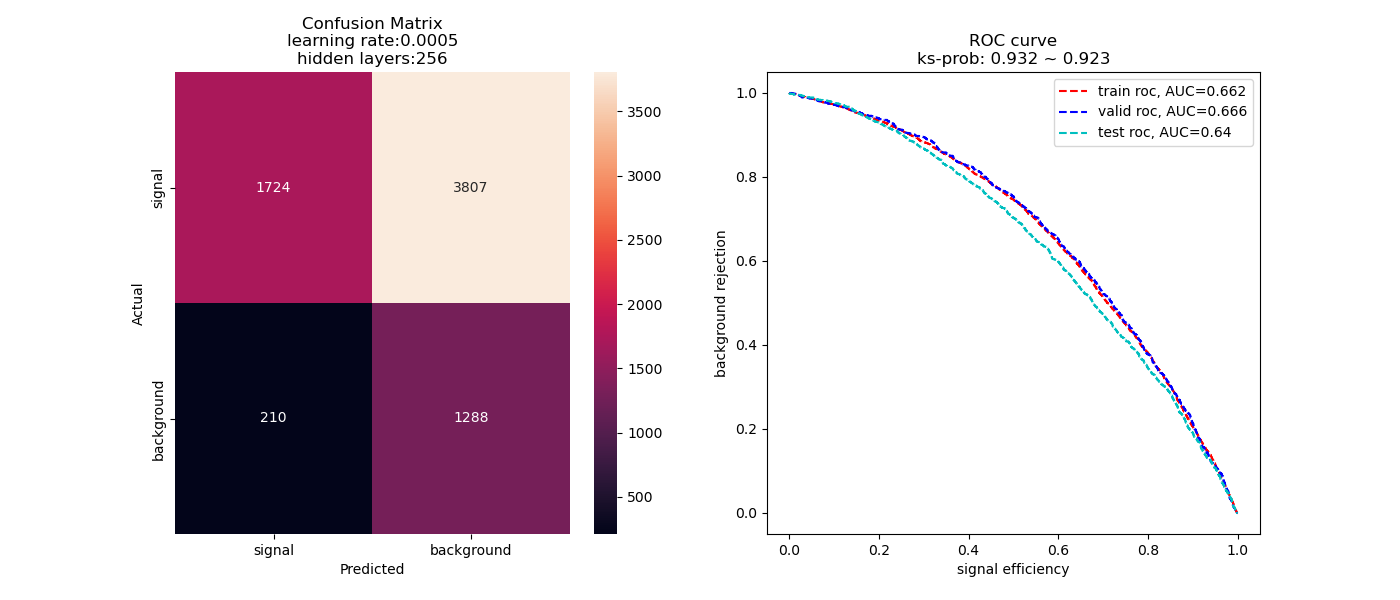 Confusion Matrix
learning rate:0.0005
hidden layers:256
signal
background
Actual
1724
3807
210
1288
signal
background
Predicted
3500
3000
2500
2000
1500
1000
500
ROC curve
ks-prob: 0.932 ~ 0.923
train roc, AUC=0.662
valid roc, AUC=0.666
test roc, AUC=0.64
background rejection
1.0
0.8
0.6
0.4
0.2
0.0
0.0
0.2
0.4
0.6
0.8
1.0
signal efficiency